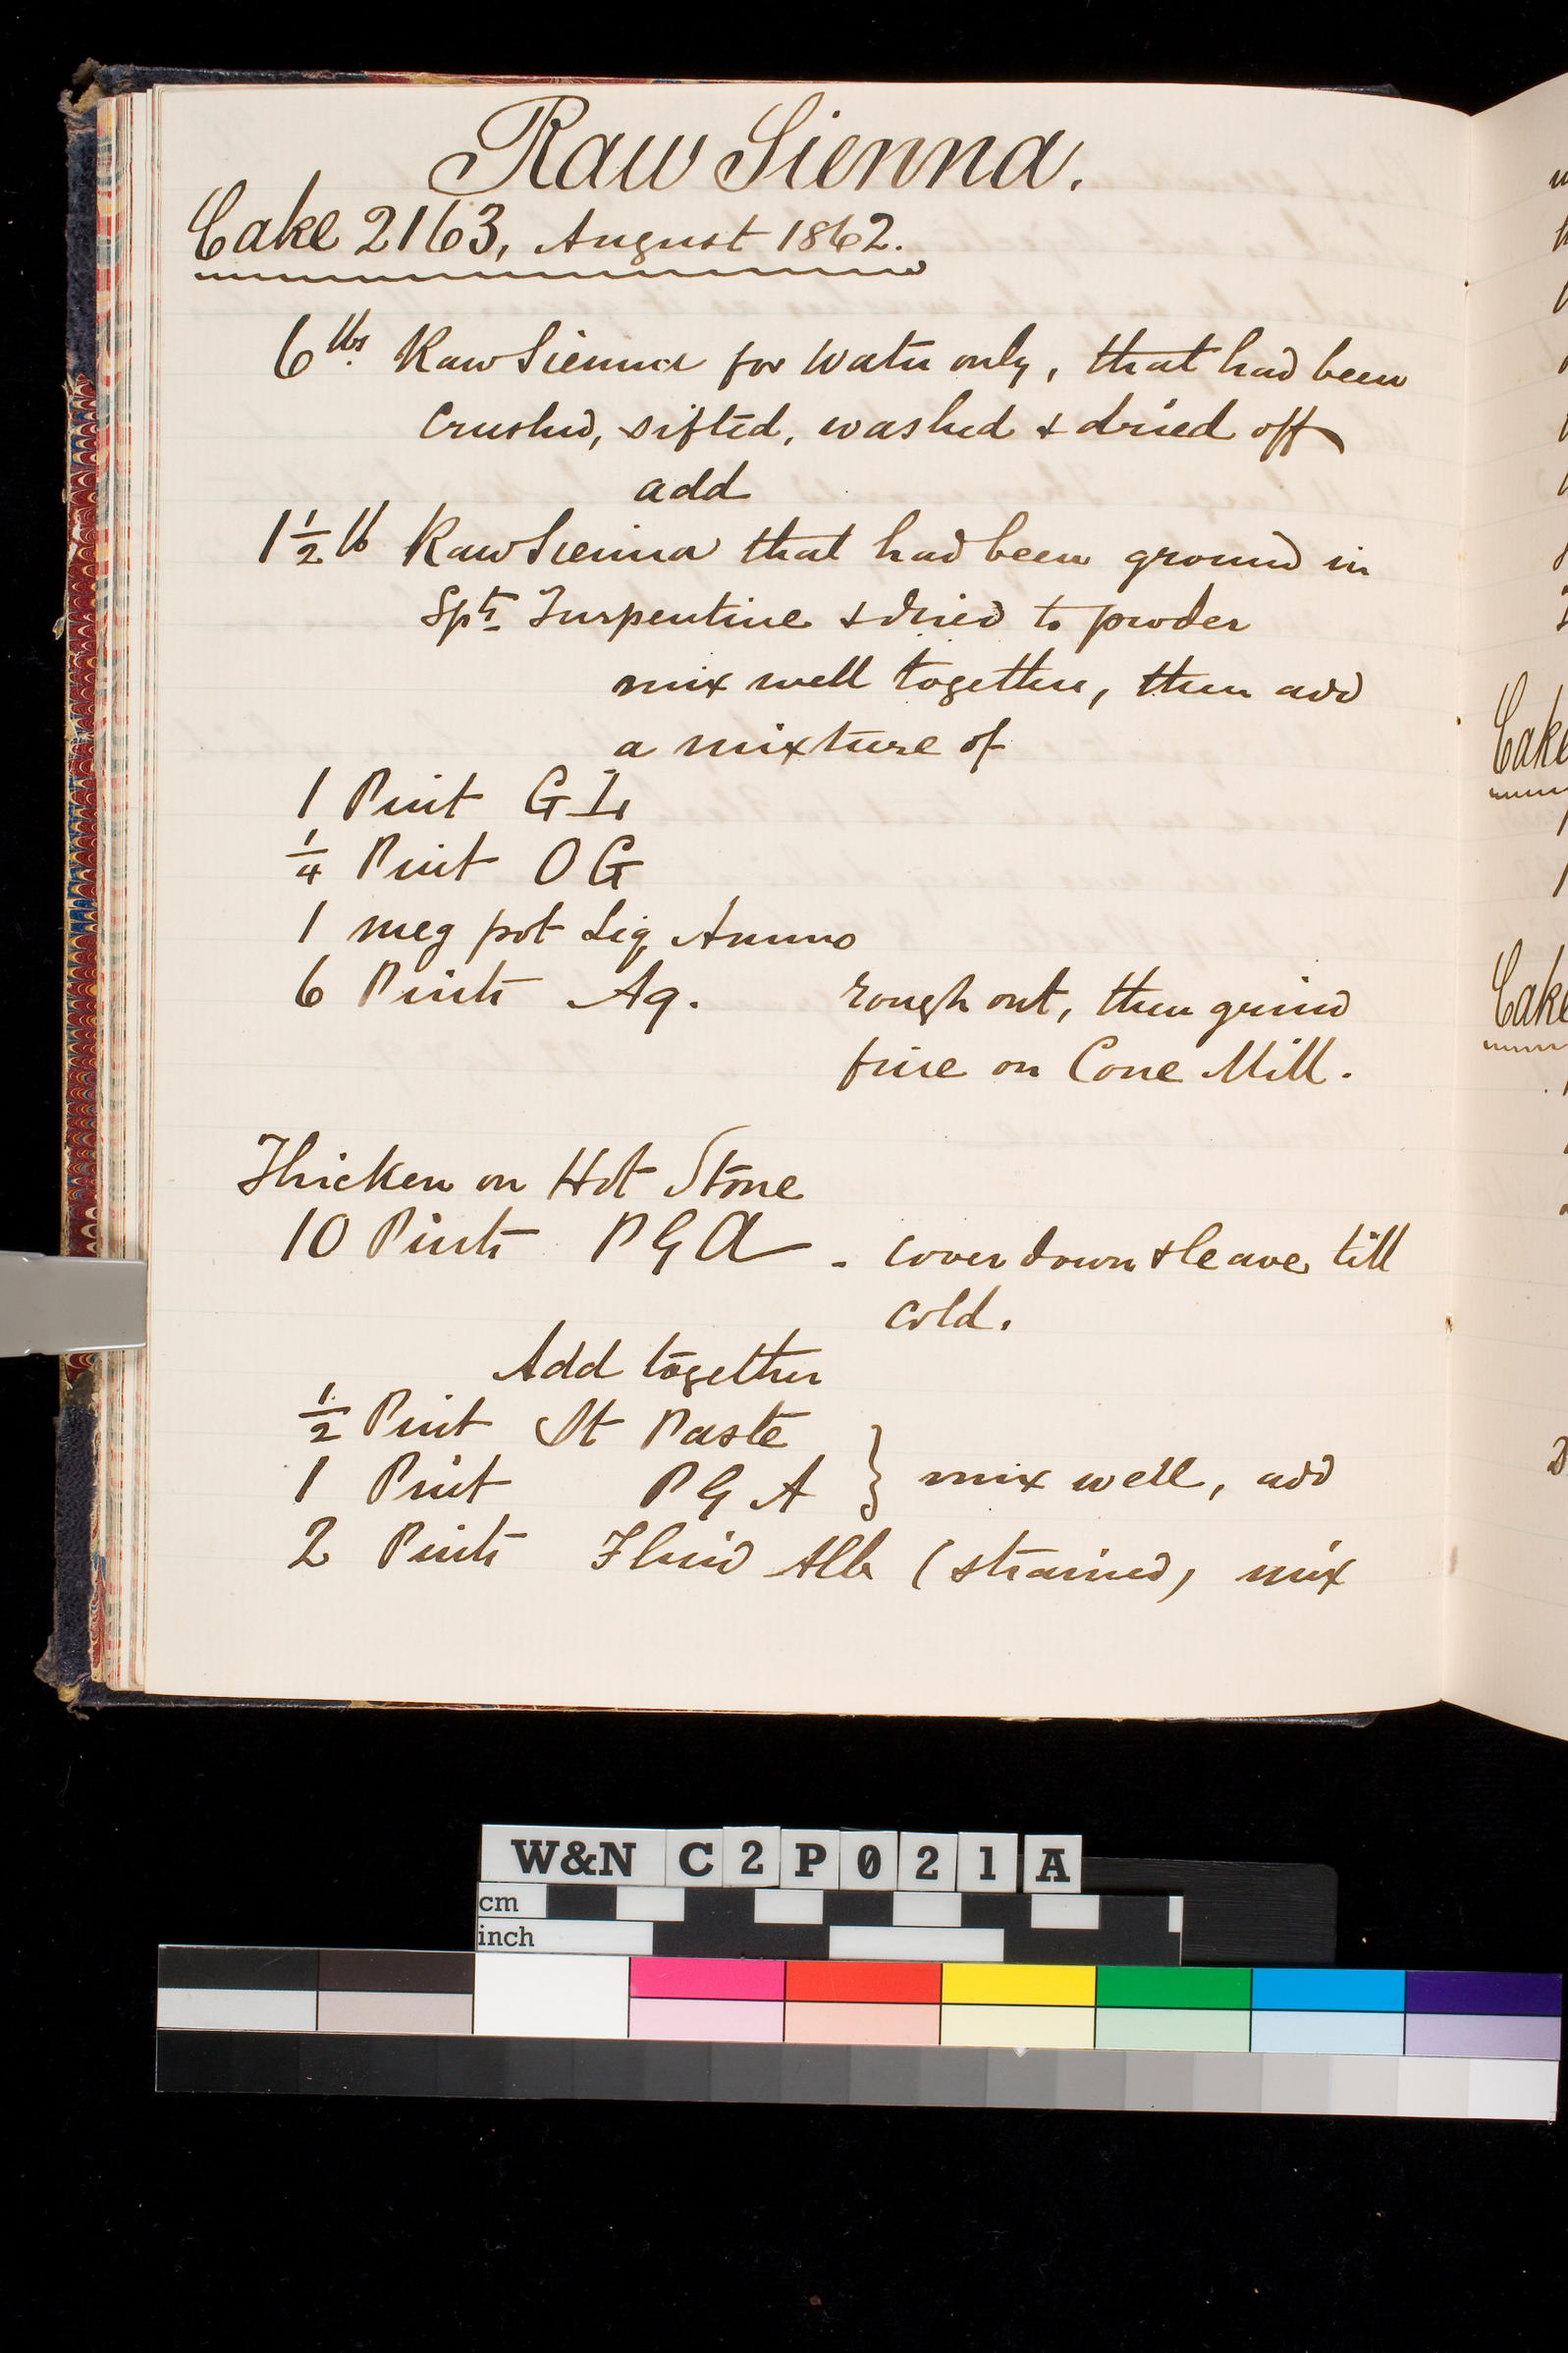 Raw Sienna.
Cake 2163, August 1862.
6 lbs. Raw Sienna for Water only, that had been
crushed, sifted, washed & dried off
add
1½ lb Raw Sienna that had been ground in
Spts Turpentine & dried to powder
mix well together, then add
a mixture of
1 Pint G
¼ Pint O G
1 meg pot Liq Ammo
6 Pints Aq. rough out, then grind
fine on Cone Mill.
Thicken on Hot Stone
10 Pints P G A - cover down & leave till
cold.
Add together
½ Pint St Paste
1 Pint P G A } mix well, add
2 Pints Fluid Alb (strained) mix
Cake
Cake
W&N C2P021A
cm
inch